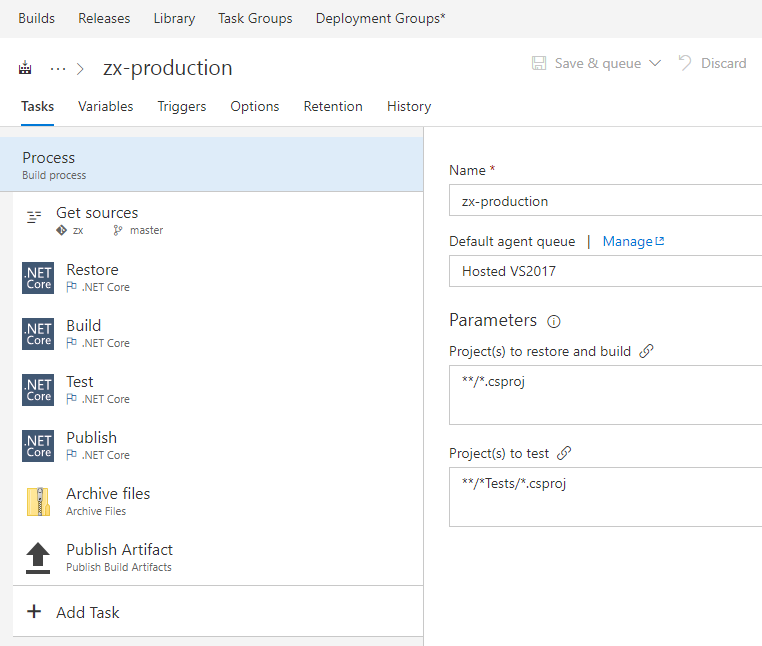 Builds Releases Library Task Groups Deployment Groups*
... > zx-production Save & queue Discard
Tasks Variables Triggers Options Retention History
Process
Build process
Get sources
zx master
.NET Core Restore
.NET Core
.NET Core Build
.NET Core
.NET Core Test
.NET Core
.NET Core Publish
.NET Core
Archive files
Archive Files
Publish Artifact
Publish Build Artifacts
+ Add Task
Name *
zx-production
Default agent queue | Manage
Hosted VS2017
Parameters
Project(s) to restore and build
**/*.csproj
Project(s) to test
**/*Tests/*.csproj